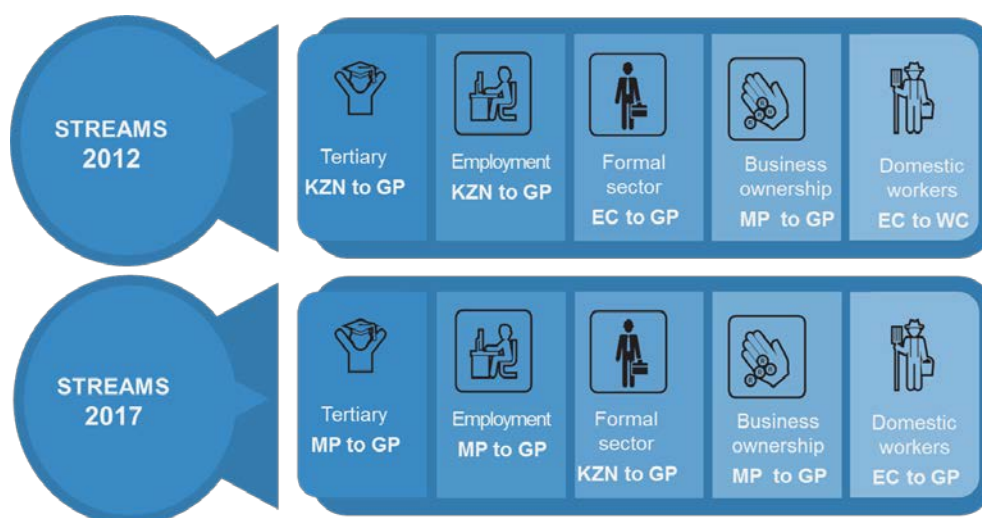 STREAMS
2012
Tertiary
KZN to GP
Employment
KZN to GP
Formal
sector
EC to GP
Business
ownership
MP to GP
Domestic
workers
EC to WC
STREAMS
2017
Tertiary
MP to GP
Employment
MP to GP
Formal
sector
KZN to GP
Business
ownership
MP to GP
Domestic
workers
EC to GP